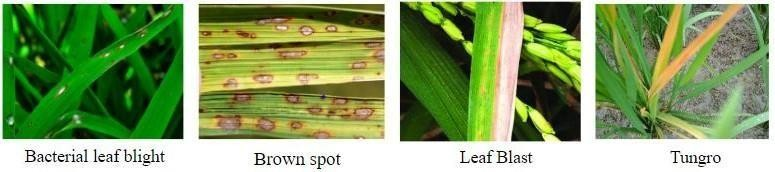 Bacterial leaf blight
Brown spot
Leaf Blast
Tungro